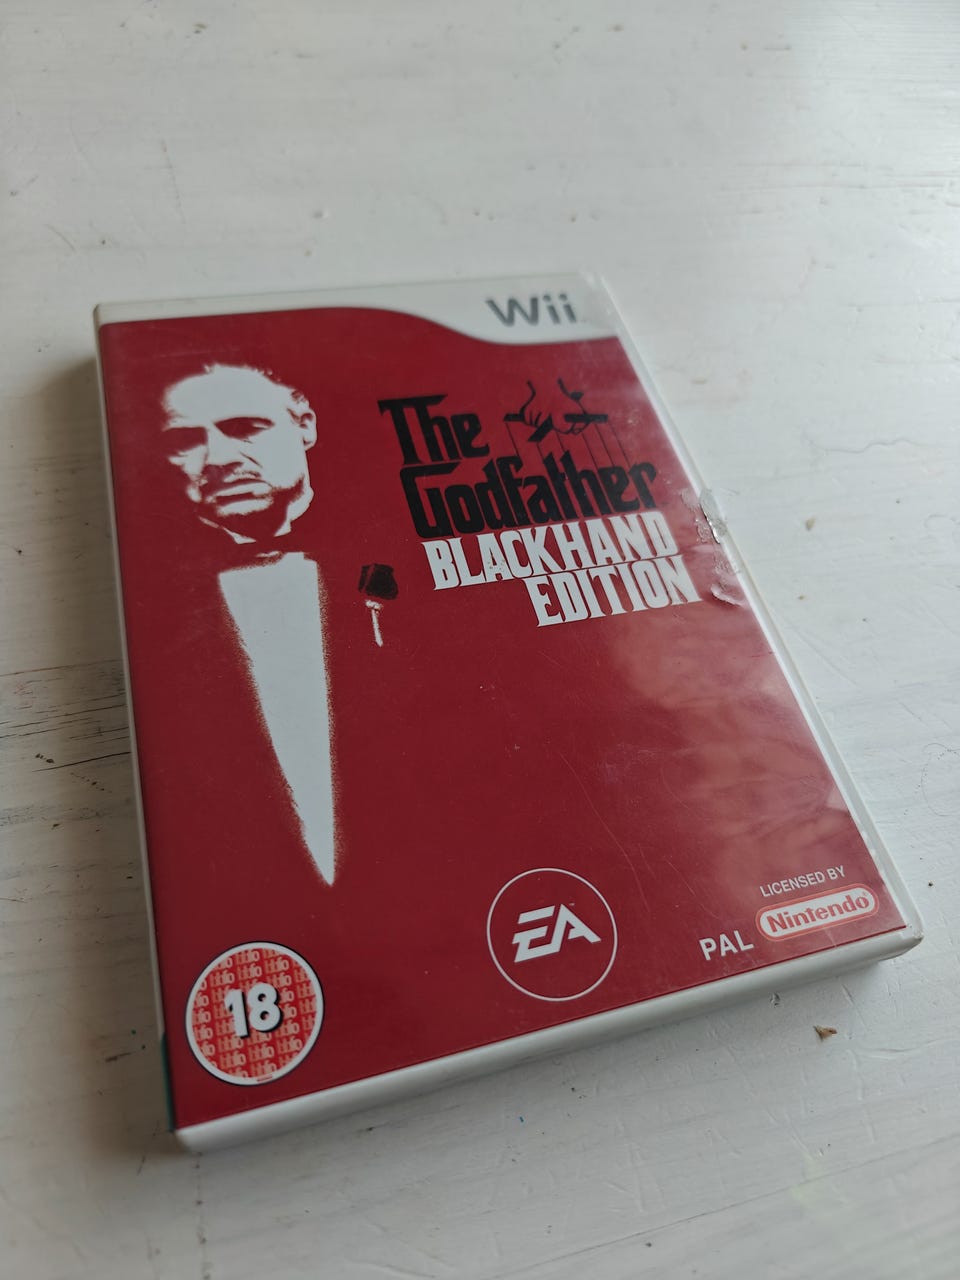 Wii
The
Godfather
BLACKHAND
EDITION
EA
LICENSED BY
PAL Nintendo
18